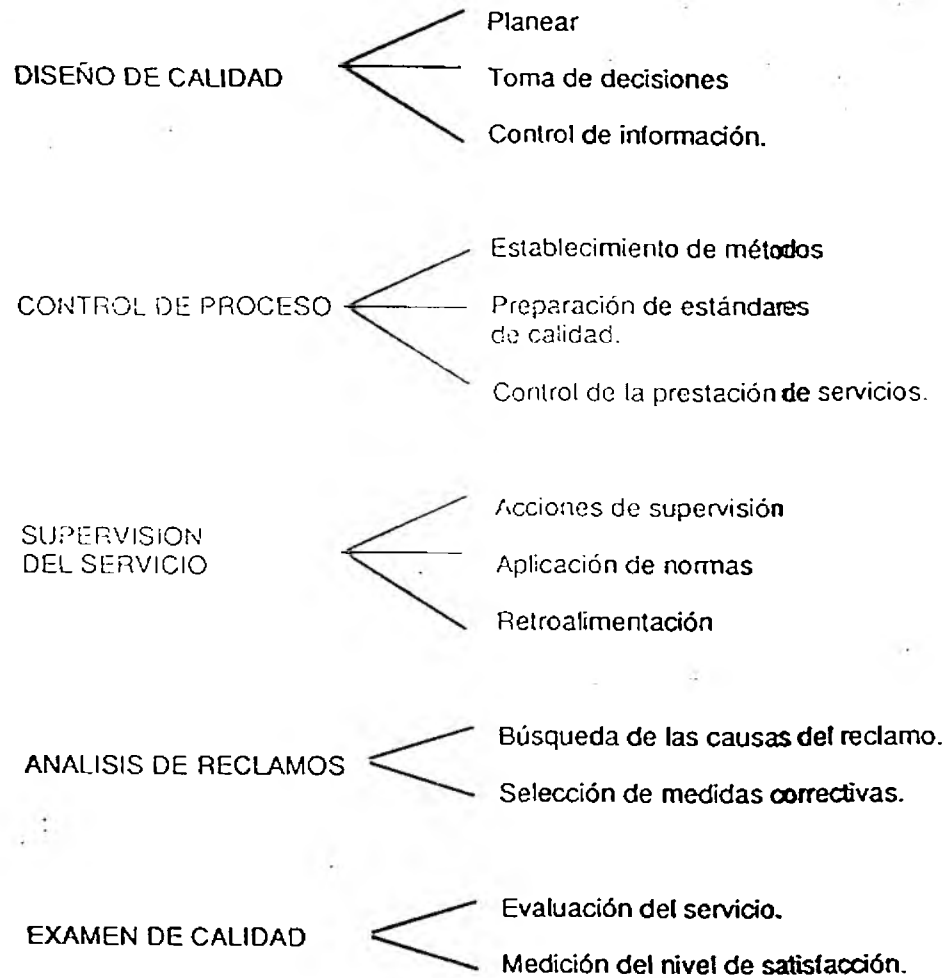 DISEÑO DE CALIDAD
Planear
Toma de decisiones
Control de información.
CONTROL DE PROCESO
Establecimiento de métodos
Preparación de estándares
de calidad.
Control de la prestación de servicios.
SUPERVISION
DEL SERVICIO
Acciones de supervisión
Aplicación de normas
Retroalimentación
ANALISIS DE RECLAMOS
Búsqueda de las causas del reclamo.
Selección de medidas correctivas.
EXAMEN DE CALIDAD
Evaluación del servicio.
Medición del nivel de satisfacción.